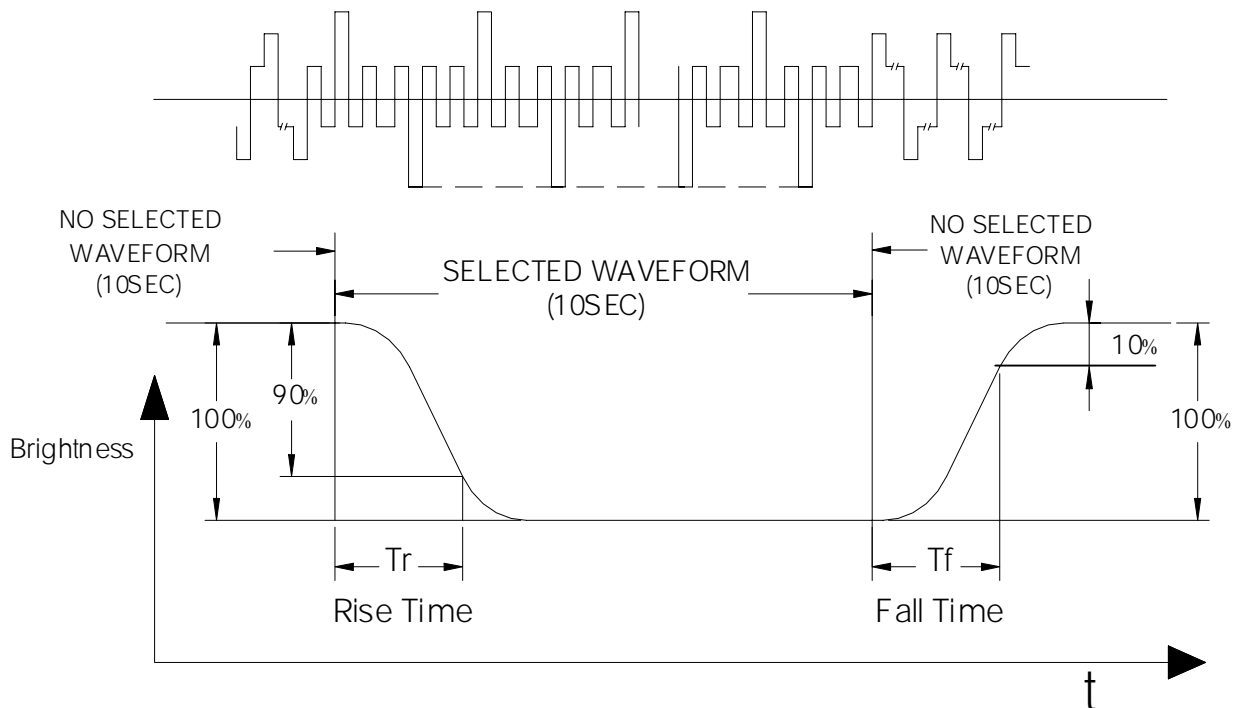 NO SELECTED
WAVEFORM
(10SEC)
SELECTED WAVEFORM
(10SEC)
NO SELECTED
WAVEFORM
(10SEC)
100%
90%
10%
100%
Brightness
Tr
Tf
Rise Time
Fall Time
t